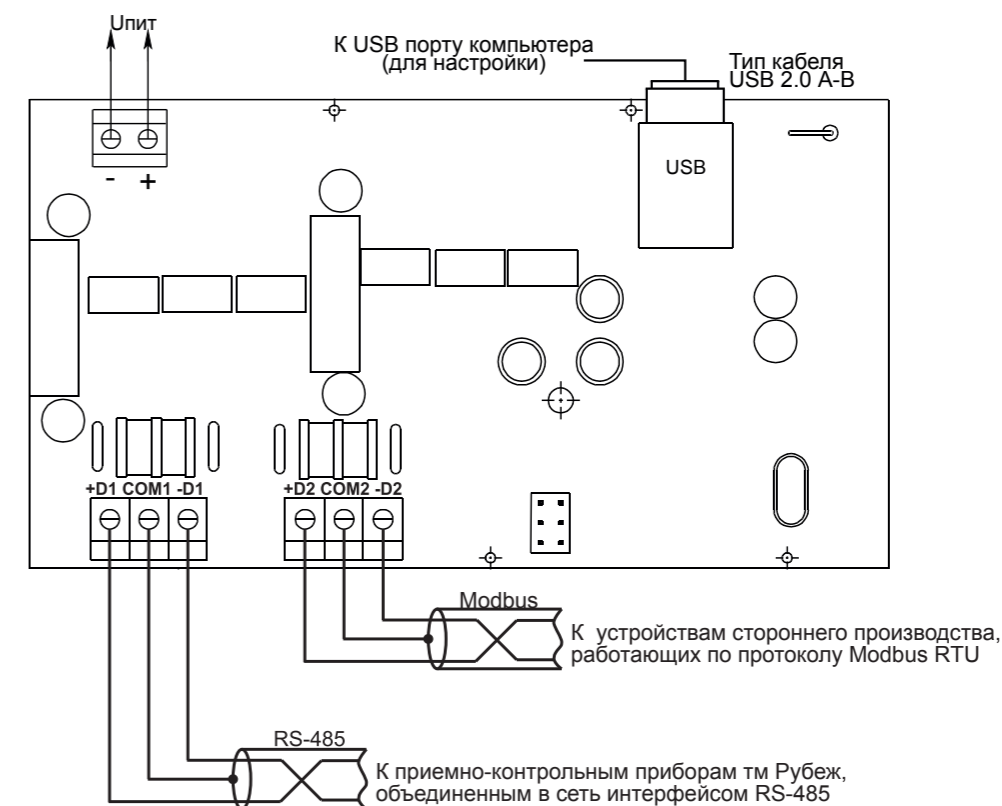 Uпит
К USB порту компьютера
(для настройки)
Тип кабеля
USB 2.0 A-B
USB
- +
+D1 COM1 -D1
+D2 COM2 -D2
Modbus
К устройствам стороннего производства,
работающих по протоколу Modbus RTU
RS-485
К приемно-контрольным приборам тм Рубеж,
объединенным в сеть интерфейсом RS-485